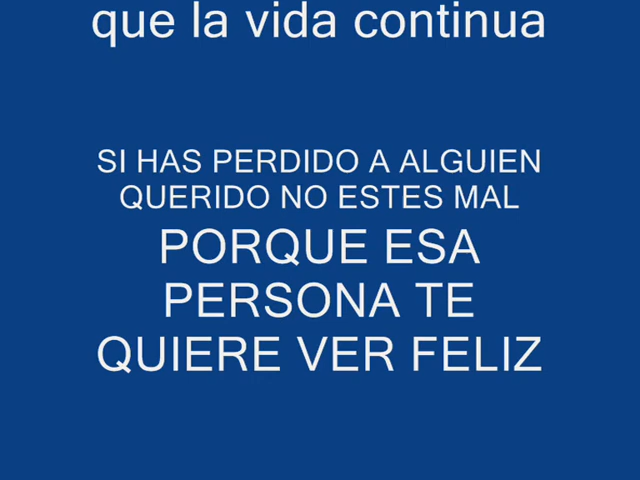 que la vida continua
SI HAS PERDIDO A ALGUIEN
QUERIDO NO ESTES MAL
PORQUE ESA
PERSONA TE
QUIERE VER FELIZ